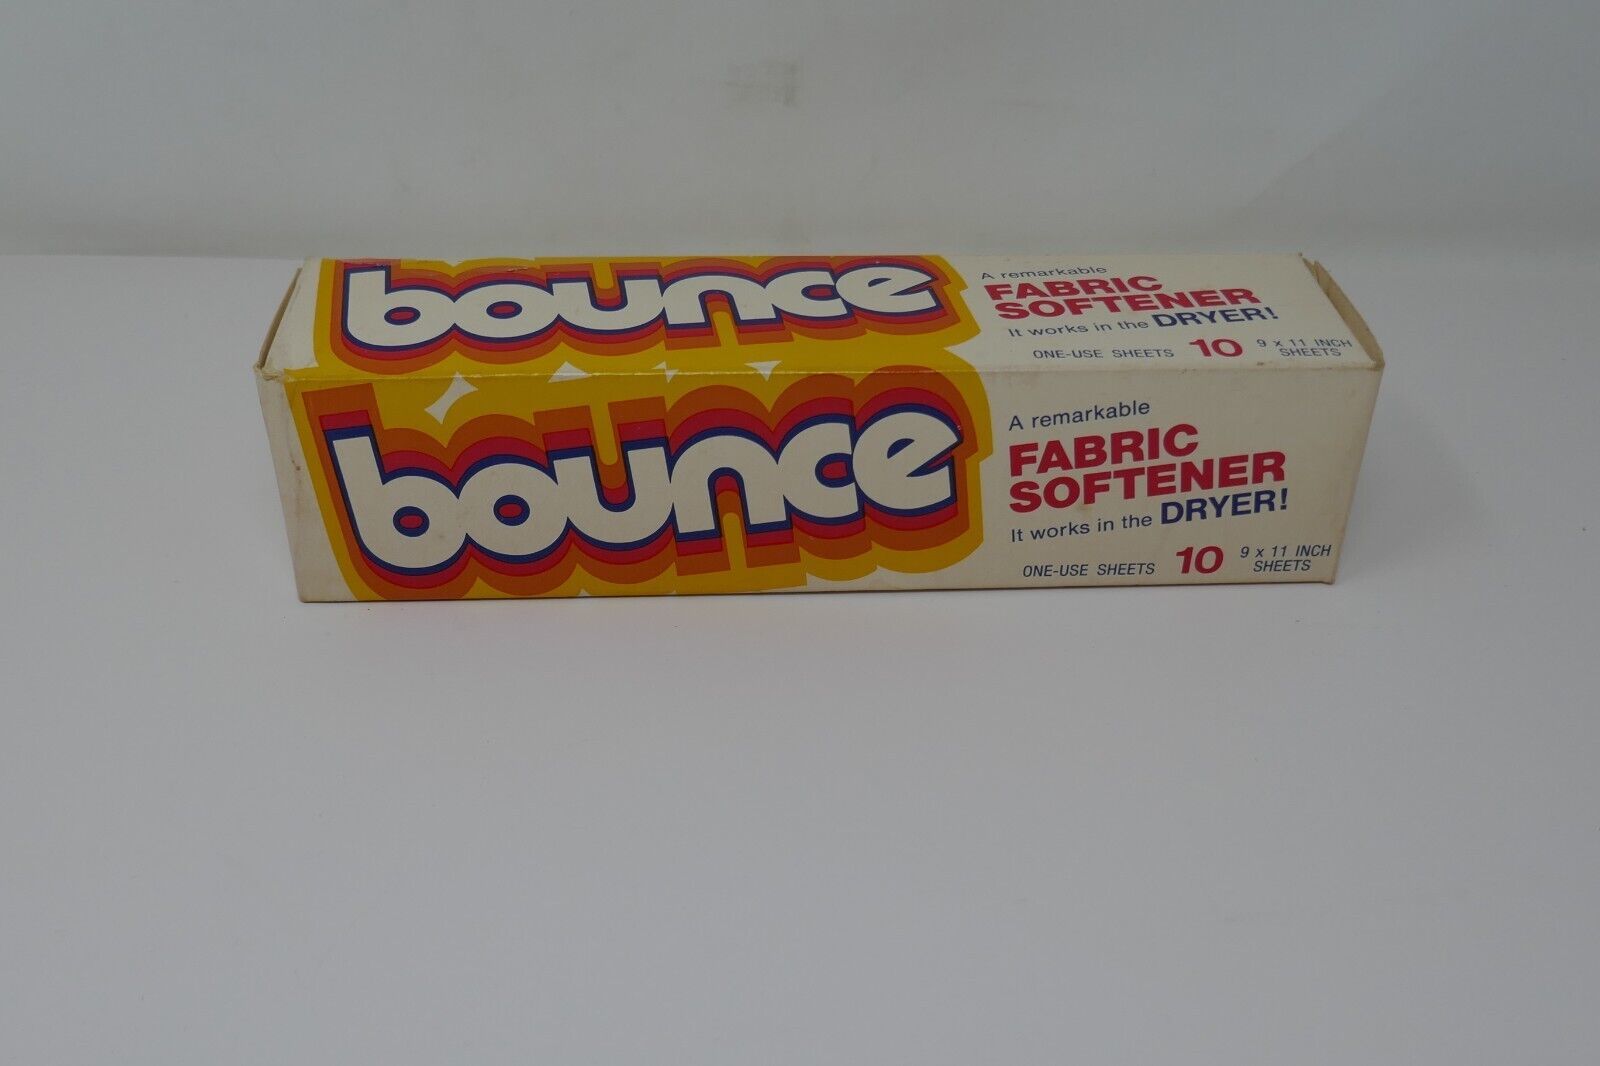 bounce
A remarkable
FABRIC
SOFTENER
It works in the DRYER!
ONE-USE SHEETS 10 9 x 11 INCH
SHEETS
bounce
A remarkable
FABRIC
SOFTENER
It works in the DRYER!
ONE-USE SHEETS 10 9 x 11 INCH
SHEETS